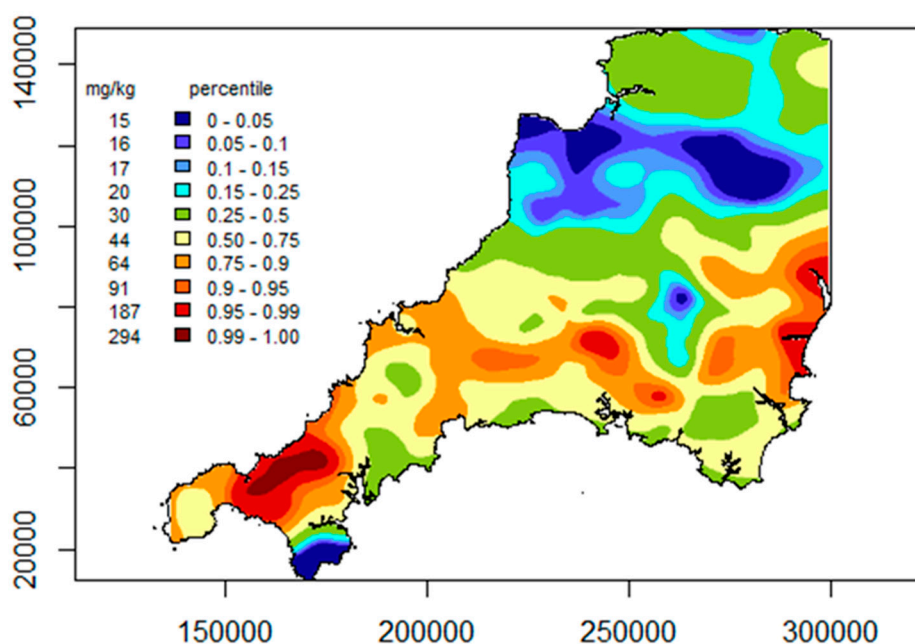 140000
100000
60000
20000
mg/kg percentile
15 0 - 0.05
16 0.05 - 0.1
17 0.1 - 0.15
20 0.15 - 0.25
30 0.25 - 0.5
44 0.50 - 0.75
64 0.75 - 0.9
91 0.9 - 0.95
187 0.95 - 0.99
294 0.99 - 1.00
150000 200000 250000 300000